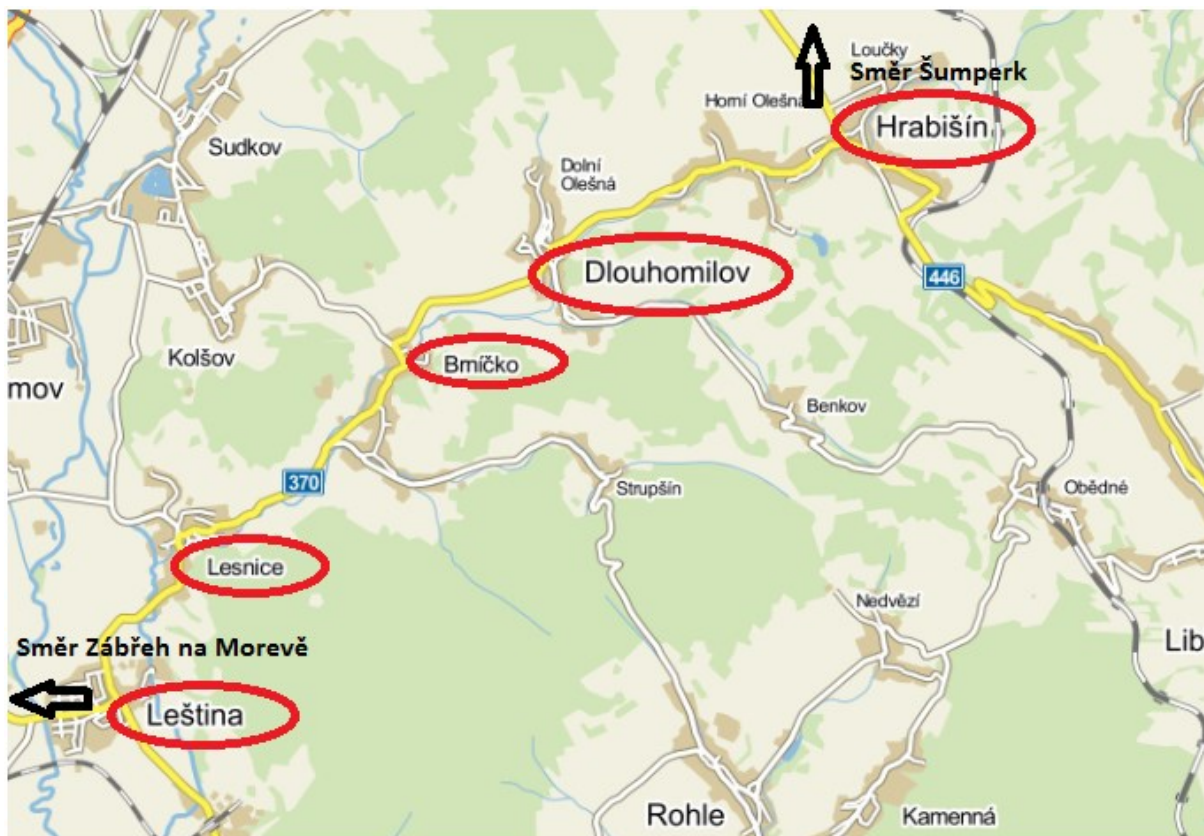 Loučky
Směr Šumperk
Horní Olešná
Hrabišín
Sudkov
Dolní
Olešná
Dlouhomilov
446
Kolšov
Brníčko
mov
Benkov
370
Strupšín
Obědné
Lesnice
Nedvězí
Směr Zábřeh na Morevě
Lib
Leština
Rohle
Kamenná